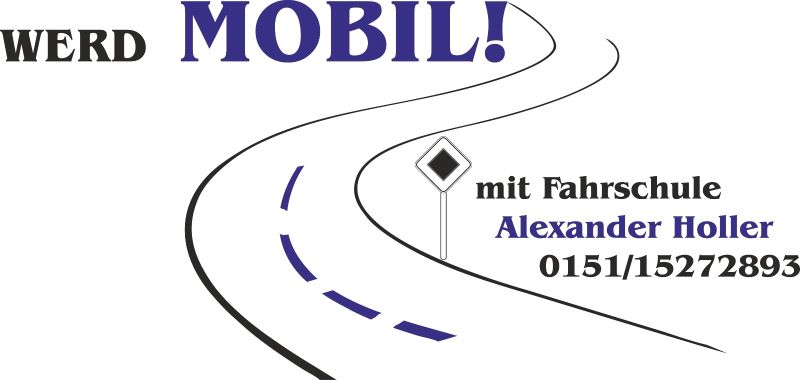 WERD MOBIL!
mit Fahrschule
Alexander Holler
0151/15272893